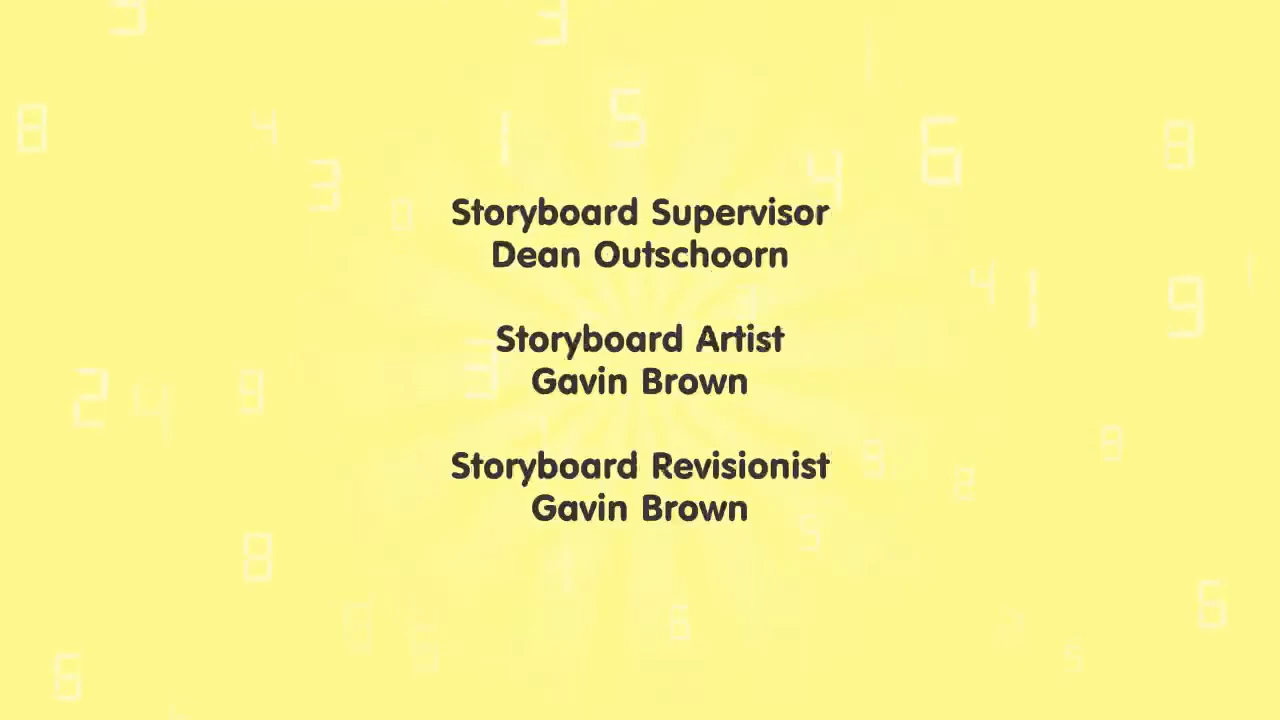 Storyboard Supervisor
Dean Outschoorn
Storyboard Artist
Gavin Brown
Storyboard Revisionist
Gavin Brown